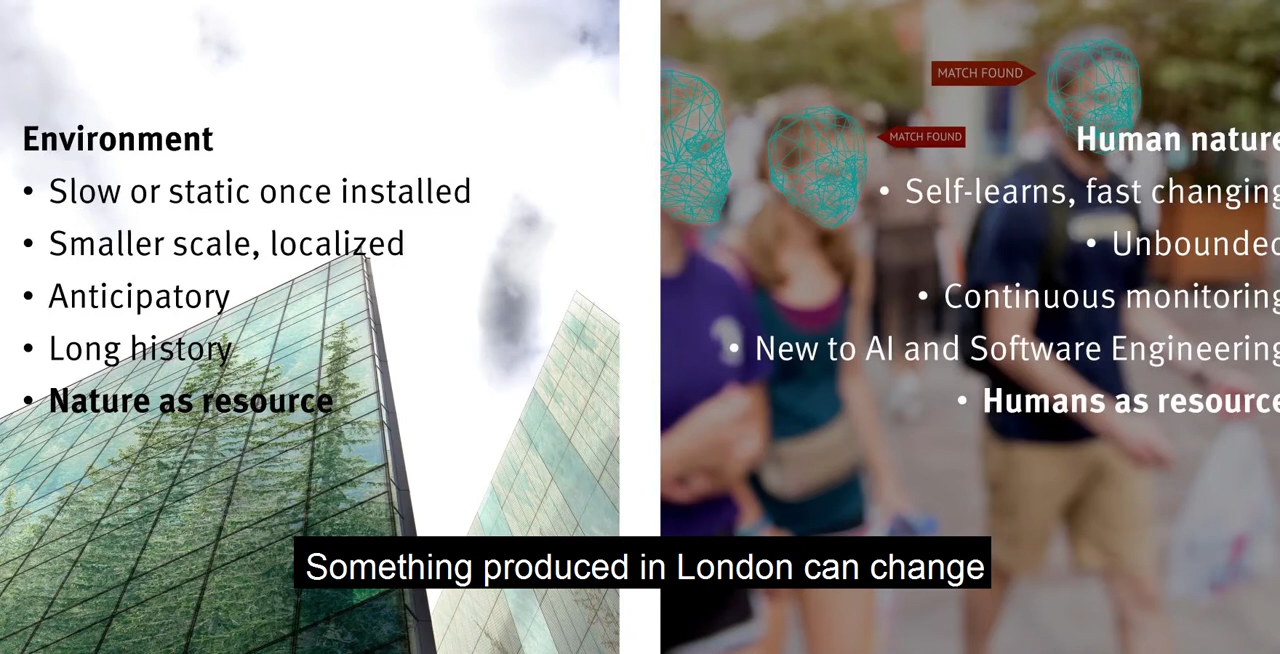 Environment
• Slow or static once installed
• Smaller scale, localized
• Anticipatory
• Long history
• Nature as resource
MATCH FOUND
MATCH FOUND
Human nature
• Self-learns, fast changing
• Unbounded
• Continuous monitoring
• New to AI and Software Engineering
• Humans as resource
Something produced in London can change